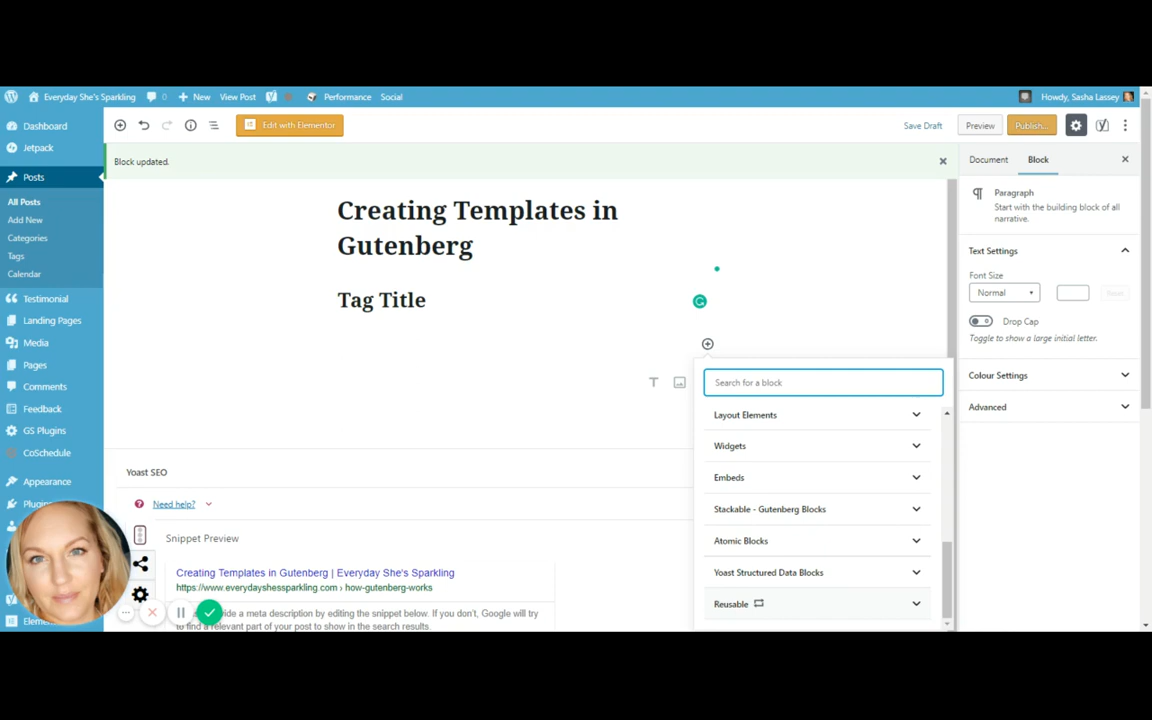 Everyday She's Sparkling 0 New View Post Performance Social Howdy, Sasha Lassey
Dashboard
Jetpack
Posts
All Posts
Add New
Categories
Tags
Calendar
Testimonial
Landing Pages
Media
Pages
Comments
Feedback
GS Plugins
CoSchedule
Appearance
Edit with Elementor
Save Draft Preview Publish...
Block updated.
Creating Templates in
Gutenberg
Tag Title
Search for a block
Layout Elements
Widgets
Embeds
Stackable - Gutenberg Blocks
Atomic Blocks
Yoast Structured Data Blocks
Reusable
Yoast SEO
Need help?
Snippet Preview
Creating Templates in Gutenberg | Everyday She's Sparkling
https://www.everydayshessparkling.com › how-gutenberg-works
a meta description by editing the snippet below. If you don't, Google will try
to find a relevant part of your post to show in the search results.
Document Block
Paragraph
Start with the building block of all
narrative.
Text Settings
Font Size
Normal
Drop Cap
Toggle to show a large initial letter.
Colour Settings
Advanced